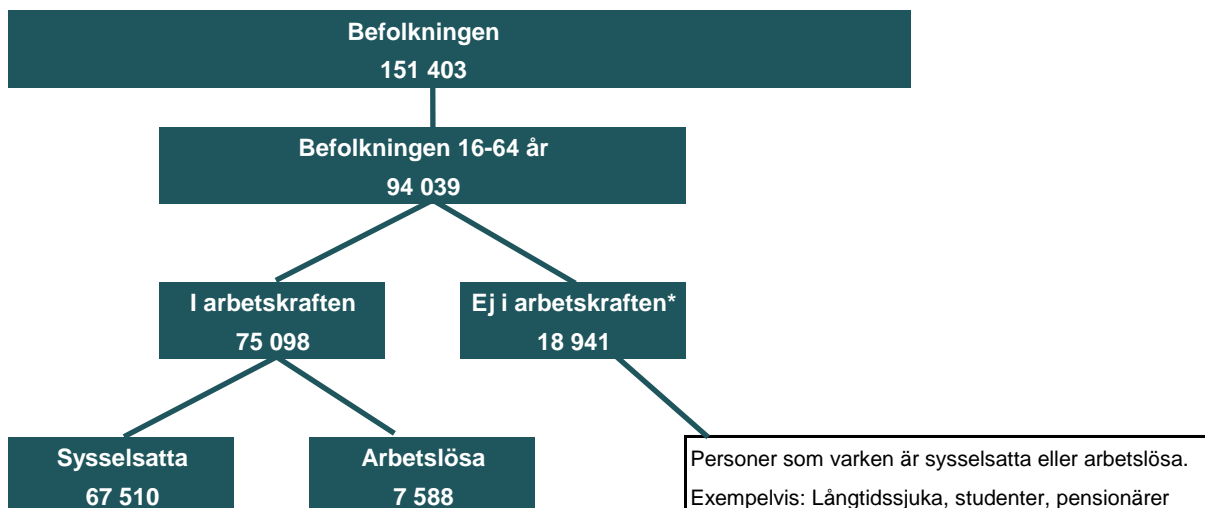 Befolkningen
151 403
Befolkningen 16-64 år
94 039
I arbetskraften
75 098
Ej i arbetskraften*
18 941
Sysselsatta
67 510
Arbetslösa
7 588
Personer som varken är sysselsatta eller arbetslösa.
Exempelvis: Långtidssjuka, studenter, pensionärer